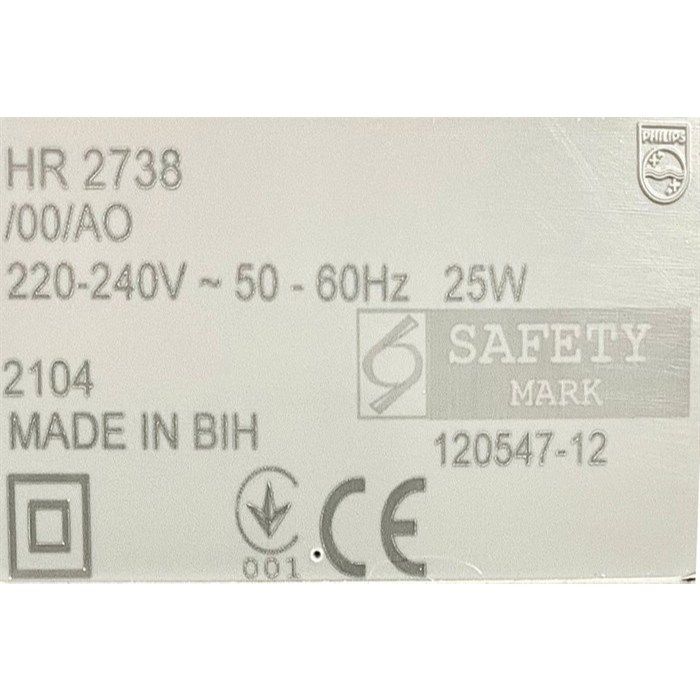 PHILIPS
HR 2738
/00/AO
220-240V ~ 50 - 60Hz 25W
SAFETY
MARK
2104
MADE IN BIH
120547-12
001
CE